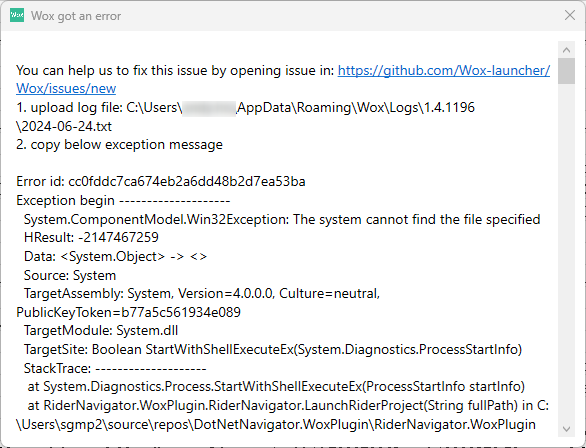 Wox Wox got an error
You can help us to fix this issue by opening issue in: https://github.com/Wox-launcher/
Wox/issues/new
1. upload log file: C:\Users\ AppData\Roaming\Wox\Logs\1.4.1196
\2024-06-24.txt
2. copy below exception message
Error id: cc0fddc7ca674eb2a6dd48b2d7ea53ba
Exception begin --------------------
System.ComponentModel.Win32Exception: The system cannot find the file specified
HResult: -2147467259
Data: <System.Object> -> <>
Source: System
TargetAssembly: System, Version=4.0.0.0, Culture=neutral,
PublicKeyToken=b77a5c561934e089
TargetModule: System.dll
TargetSite: Boolean StartWithShellExecuteEx(System.Diagnostics.ProcessStartInfo)
StackTrace: --------------------
at System.Diagnostics.Process.StartWithShellExecuteEx(ProcessStartInfo startInfo)
at RiderNavigator.WoxPlugin.RiderNavigator.LaunchRiderProject(String fullPath) in C:
\Users\sgmp2\source\repos\DotNetNavigator.WoxPlugin\RiderNavigator.WoxPlugin